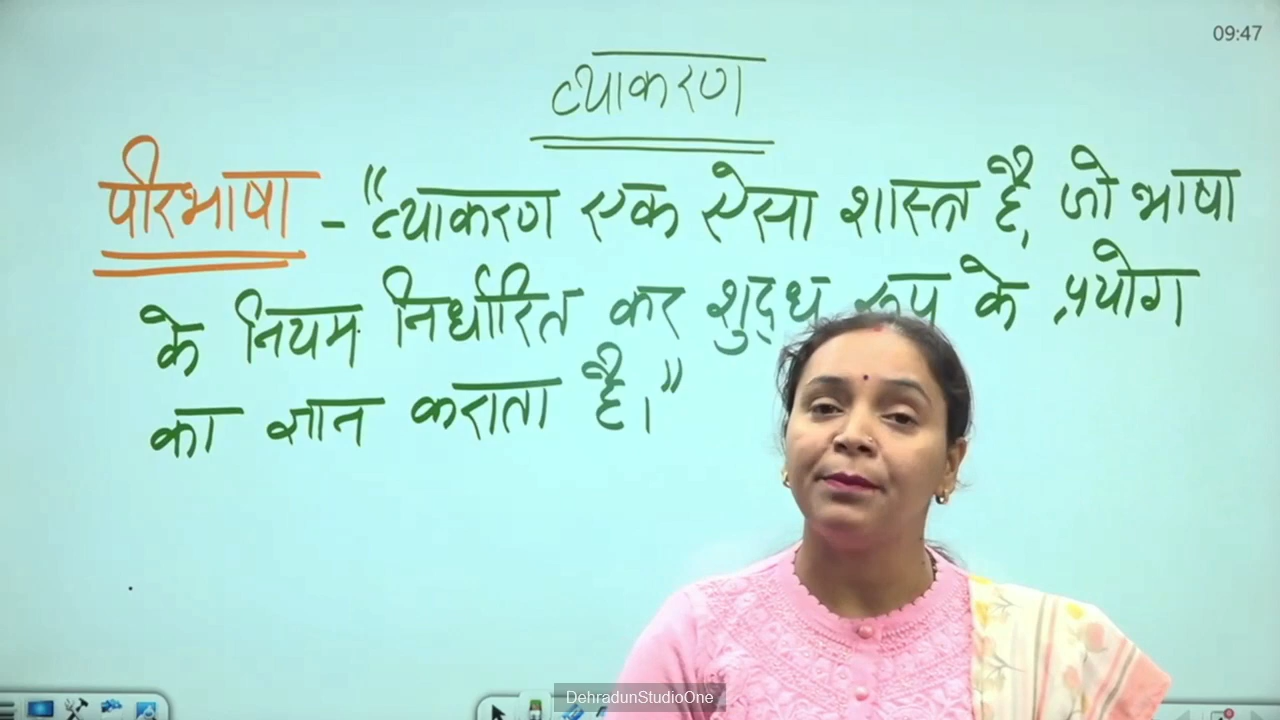 09:47
व्याकरण
परिभाषा - "व्याकरण एक ऐसा शास्त्र है, जो भाषा
के नियम निर्धारित कर शुद्ध रूप के प्रयोग
का ज्ञान कराता है।"
DehradunStudioOne